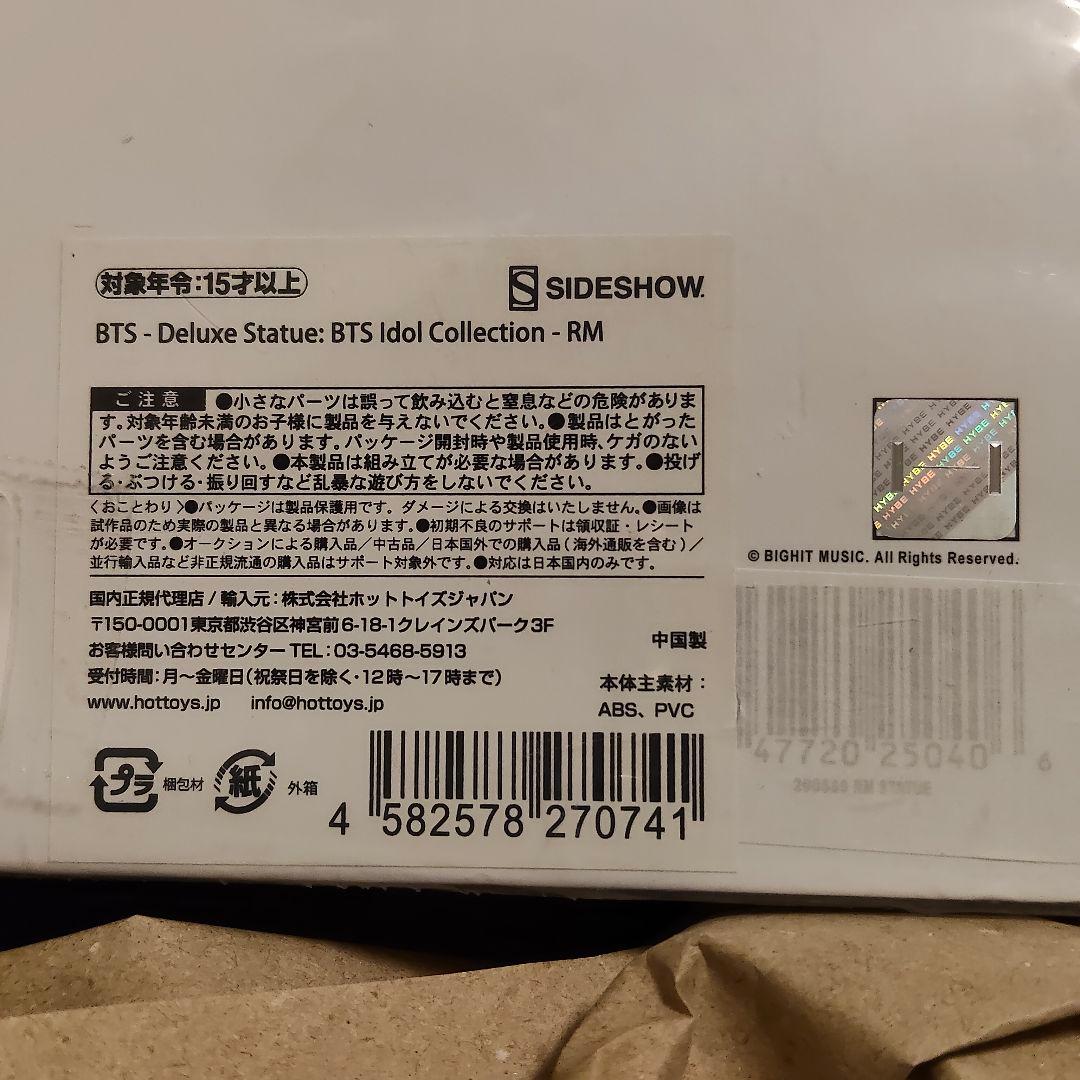 対象年令:15才以上
SIDESHOW.
BTS - Deluxe Statue: BTS Idol Collection - RM
ご注意 ●小さなパーツは誤って飲み込むと窒息などの危険がありま
す。対象年齢未満のお子様に製品を与えないでください。●製品はとがった
パーツを含む場合があります。パッケージ開封時や製品使用時、ケガのない
ようご注意ください。●本製品は組み立てが必要な場合があります。●投げ
る・ぶつける・振り回すなど乱暴な遊び方をしないでください。
〈おことわり〉●パッケージは製品保護用です。ダメージによる交換はいたしません。●画像は
試作品のため実際の製品と異なる場合があります。●初期不良のサポートは領収証・レシート
が必要です。●オークションによる購入品／中古品／日本国外での購入品(海外通販を含む)／
並行輸入品など非正規流通の購入品はサポート対象外です。●対応は日本国内のみです。
国内正規代理店 / 輸入元:株式会社ホットトイズジャパン
〒150-0001東京都渋谷区神宮前6-18-1クレインズパーク3F
お客様問い合わせセンター TEL:03-5468-5913
受付時間:月～金曜日(祝祭日を除く・12時～17時まで)
www.hottoys.jp info@hottoys.jp
中国製
本体主素材:
ABS、PVC
プラ 梱包材 紙 外箱
4 582578 270741
HYBE HYBE HYBE HYBE
© BIGHIT MUSIC. All Rights Reserved.
47720 25040 6
RM STATUE